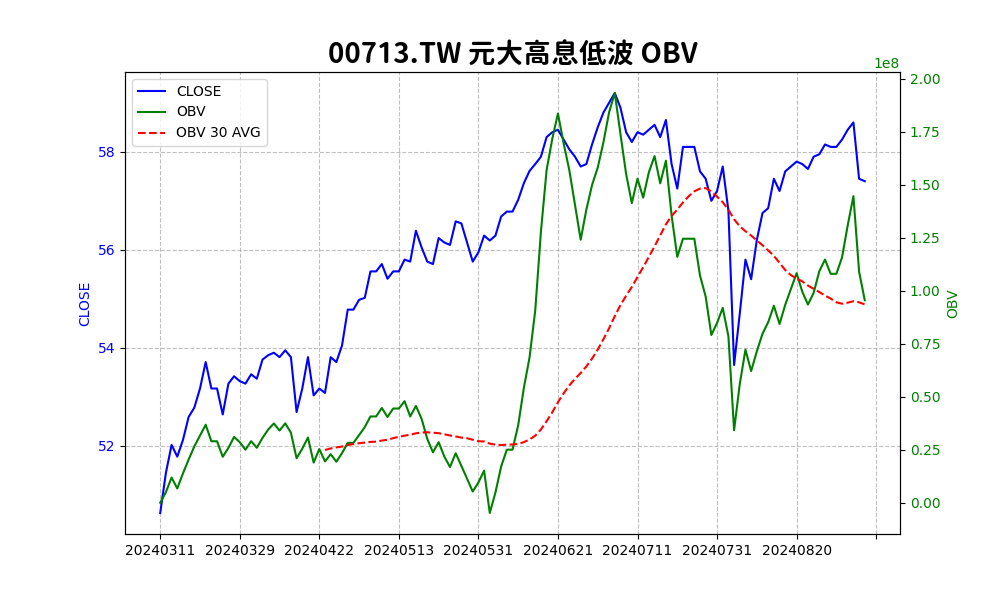 00713.TW 元大高息低波 OBV
1e8
CLOSE
OBV
OBV 30 AVG
58
56
54
52
CLOSE
2.00
1.75
1.50
1.25
1.00
0.75
0.50
0.25
0.00
OBV
20240311 20240329 20240422 20240513 20240531 20240621 20240711 20240731 20240820